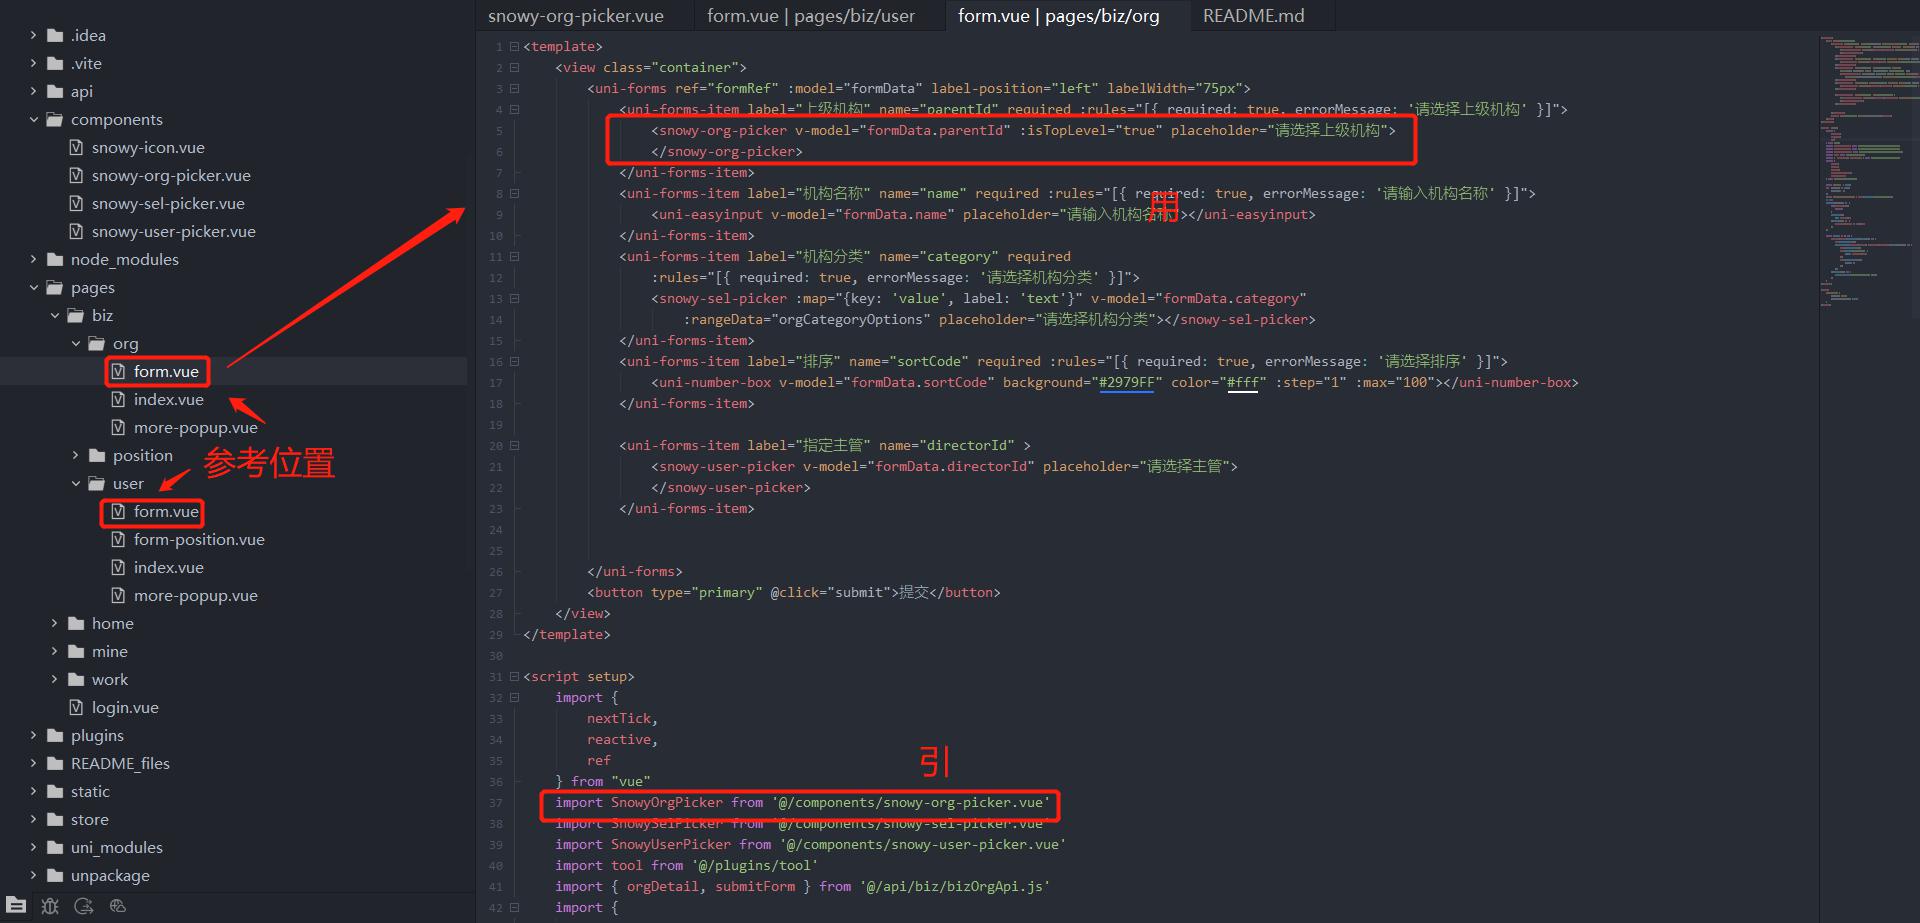 snowy-org-picker.vue
form.vue | pages/biz/user
form.vue | pages/biz/org
README.md
.idea
.vite
api
components
snowy-icon.vue
snowy-org-picker.vue
snowy-sel-picker.vue
snowy-user-picker.vue
node_modules
pages
biz
org
form.vue
index.vue
more-popup.vue
position
参考位置
user
form.vue
form-position.vue
index.vue
more-popup.vue
home
mine
work
login.vue
plugins
README_files
static
store
uni_modules
unpackage
1 <template>
2 <view class="container">
3 <uni-forms ref="formRef" :model="formData" label-position="left" labelWidth="75px">
4 <uni-forms-item label="上级机构" name="parentId" required :rules="[{ required: true, errorMessage: '请选择上级机构' }]">
5 <snowy-org-picker v-model="formData.parentId" :isTopLevel="true" placeholder="请选择上级机构">
6 </snowy-org-picker>
7 </uni-forms-item>
8 <uni-forms-item label="机构名称" name="name" required :rules="[{ required: true, errorMessage: '请输入机构名称' }]">
用
9 <uni-easyinput v-model="formData.name" placeholder="请输入机构名称"></uni-easyinput>
10 </uni-forms-item>
11 <uni-forms-item label="机构分类" name="category" required
12 :rules="[{ required: true, errorMessage: '请选择机构分类' }]">
13 <snowy-sel-picker :map="{key: 'value', label: 'text'}" v-model="formData.category"
14 :rangeData="orgCategoryOptions" placeholder="请选择机构分类"></snowy-sel-picker>
15 </uni-forms-item>
16 <uni-forms-item label="排序" name="sortCode" required :rules="[{ required: true, errorMessage: '请选择排序' }]">
17 <uni-number-box v-model="formData.sortCode" background="#2979FF" color="#fff" :step="1" :max="100"></uni-number-box>
18 </uni-forms-item>
19
20 <uni-forms-item label="指定主管" name="directorId" >
21 <snowy-user-picker v-model="formData.directorId" placeholder="请选择主管">
22 </snowy-user-picker>
23 </uni-forms-item>
24
25
26 </uni-forms>
27 <button type="primary" @click="submit">提交</button>
28 </view>
29 </template>
30
31 <script setup>
32 import {
33 nextTick,
34 reactive,
35 ref
引
36 } from "vue"
37 import SnowyOrgPicker from '@/components/snowy-org-picker.vue'
38 import SnowySelPicker from '@/components/snowy-sel-picker.vue'
39 import SnowyUserPicker from '@/components/snowy-user-picker.vue'
40 import tool from '@/plugins/tool'
41 import { orgDetail, submitForm } from '@/api/biz/bizOrgApi.js'
42 import {